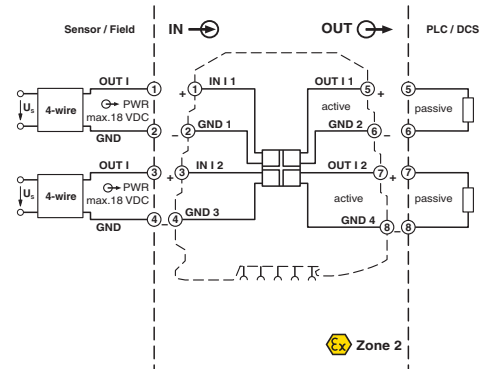 Sensor / Field IN OUT PLC / DCS
OUT I 1 1 IN I 1 OUT I 1 5 5
+ +
Us 4-wire PWR active passive
max.18 VDC
GND 2 – 2 GND 1 GND 2 6 – 6
OUT I 3 3 IN I 2 OUT I 2 7 7
+ +
Us 4-wire PWR active passive
max.18 VDC
GND 4 – 4 GND 3 GND 4 8 – 8
Ex Zone 2